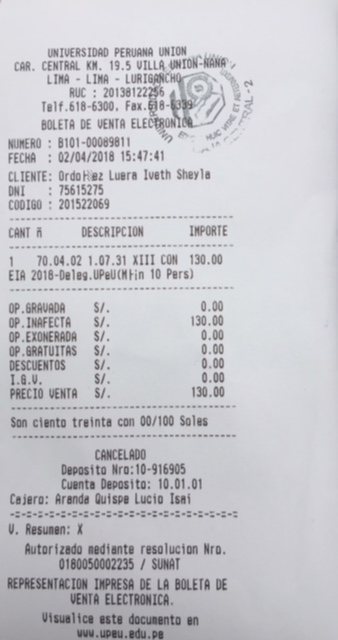 UNIVERSIDAD PERUANA UNION
CAR. CENTRAL KM. 19.5 VILLA UNION-NAÑA
LIMA - LIMA - LURIGANCHO
RUC : 20138122256
Telf.618-6300. Fax.618-6339
BOLETA DE VENTA ELECTRONICA
NUMERO : B101-00089811
FECHA : 02/04/2018 15:47:41
CLIENTE: Ordoñez Luera Iveth Sheyla
DNI : 75615275
CODIGO : 201522069
CANT ñ DESCRIPCION IMPORTE
1 70.04.02 1.07.31 XIII CON 130.00
EIA 2018-Deleg.UPeU(Min 10 Pers)
OP.GRAVADA S/. 0.00
OP.INAFECTA S/. 130.00
OP.EXONERADA S/. 0.00
OP.GRATUITAS S/. 0.00
DESCUENTOS S/. 0.00
I.G.V. S/. 0.00
PRECIO VENTA S/. 130.00
Son ciento treinta con 00/100 Soles
CANCELADO
Deposito Nro:10-916905
Cuenta Deposito: 10.01.01
Cajero: Aranda Quispe Lucio Isai
V. Resumen: X
Autorizado mediante resolucion Nro.
0180050002235 / SUNAT
REPRESENTACION IMPRESA DE LA BOLETA DE
VENTA ELECTRONICA.
Visualice este documento en
www.upeu.edu.pe